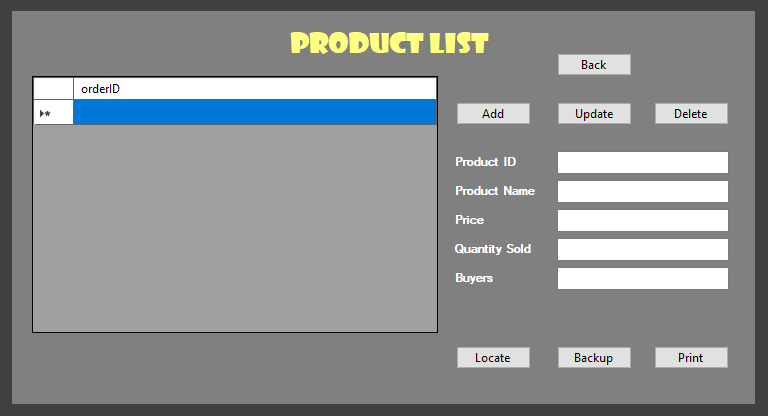 PRODUCT LIST
Back
orderID
Add Update Delete
Product ID
Product Name
Price
Quantity Sold
Buyers
Locate Backup Print